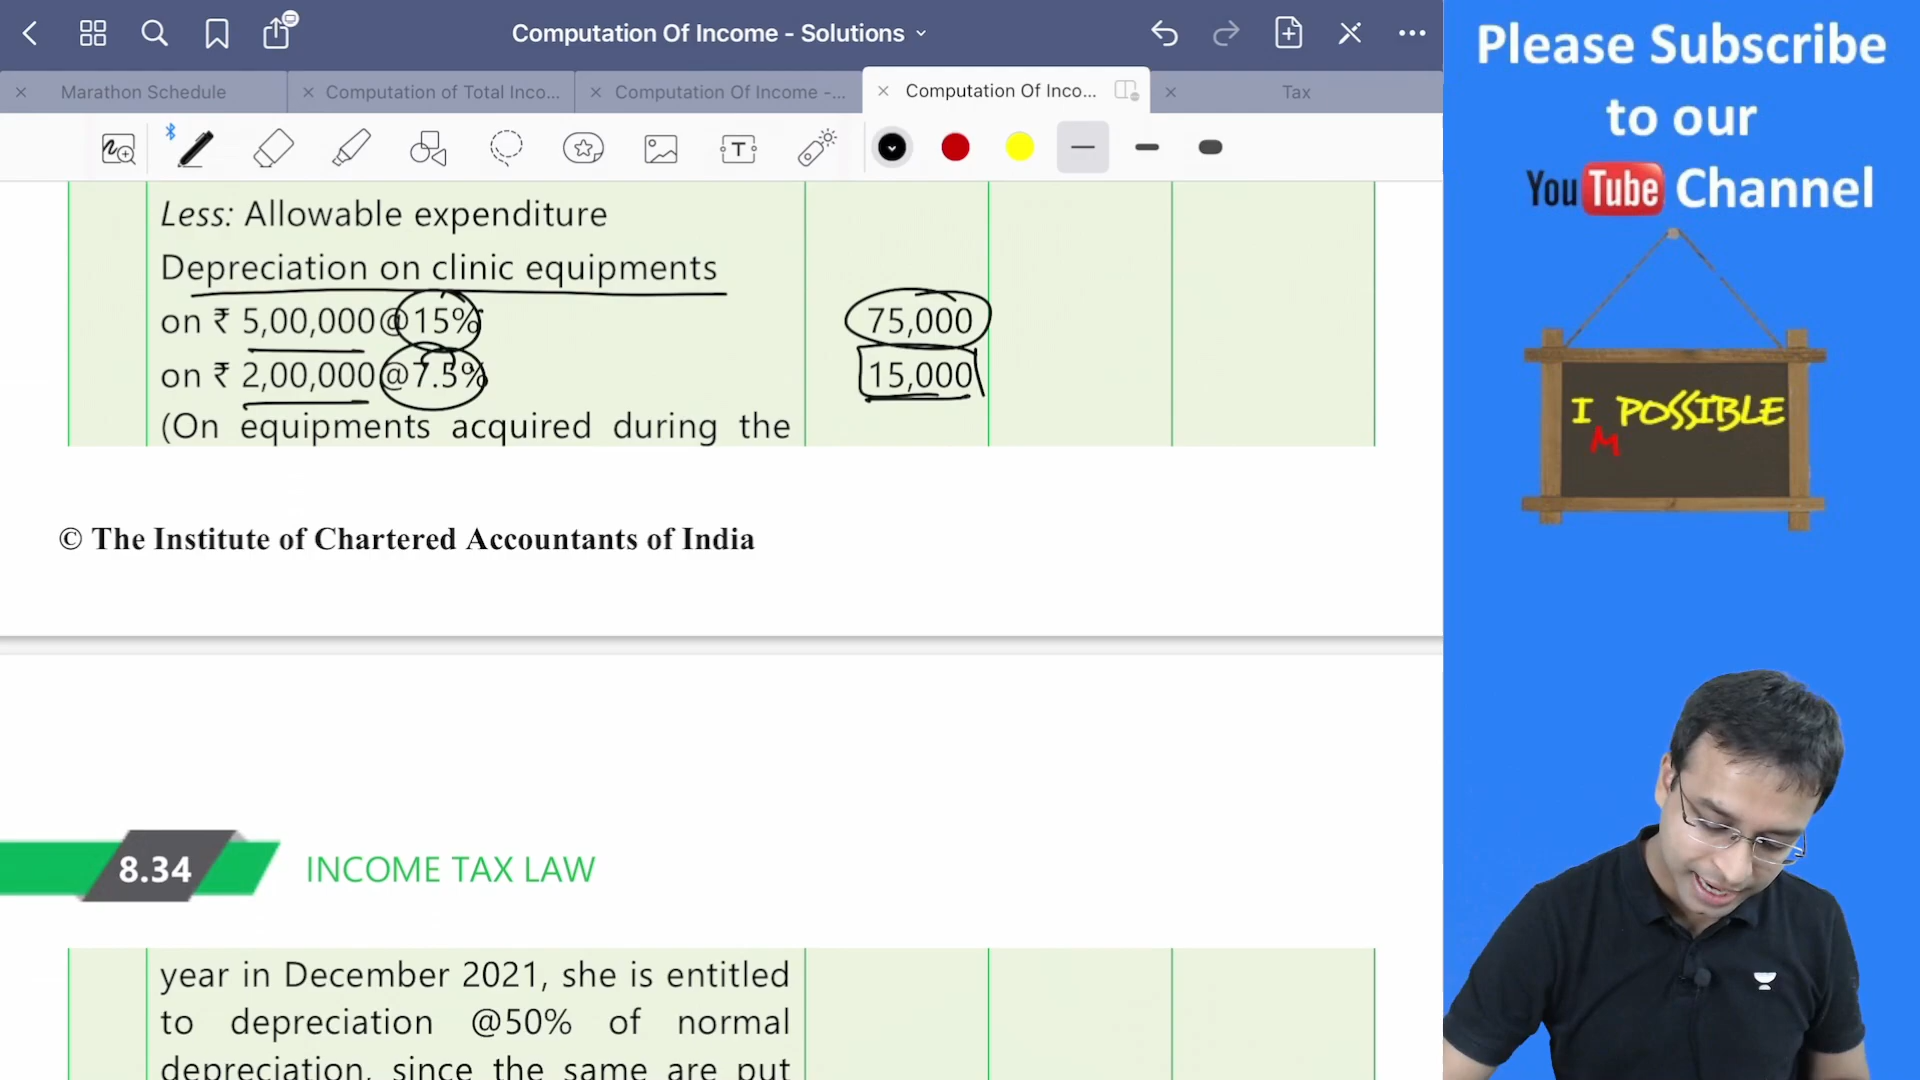 Computation Of Income - Solutions
Marathon Schedule
Computation of Total Inco...
Computation Of Income -...
Computation Of Inco...
Tax
T
Less: Allowable expenditure
Depreciation on clinic equipments
on ₹ 5,00,000@15% 75,000
on ₹ 2,00,000@7.5% 15,000
(On equipments acquired during the
© The Institute of Chartered Accountants of India
8.34 INCOME TAX LAW
year in December 2021, she is entitled
to depreciation @50% of normal
depreciation, since the same are put
Please Subscribe
to our
YouTube Channel
I POSSIBLE
M